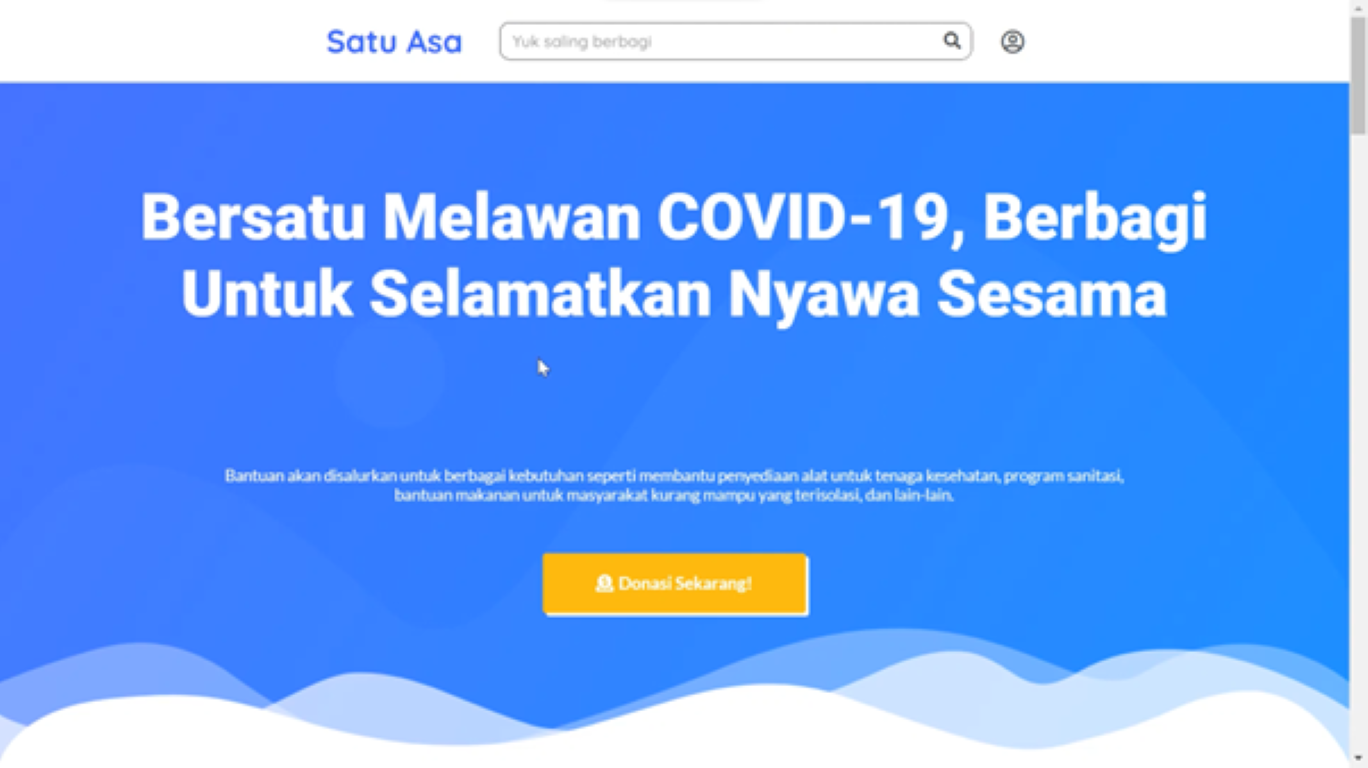 Satu Asa
Yuk saling berbagi
Bersatu Melawan COVID-19, Berbagi
Untuk Selamatkan Nyawa Sesama
Bantuan akan disalurkan untuk berbagai kebutuhan seperti membantu penyediaan alat untuk tenaga kesehatan, program sanitasi,
bantuan makanan untuk masyarakat kurang mampu yang terisolasi, dan lain-lain.
Donasi Sekarang!